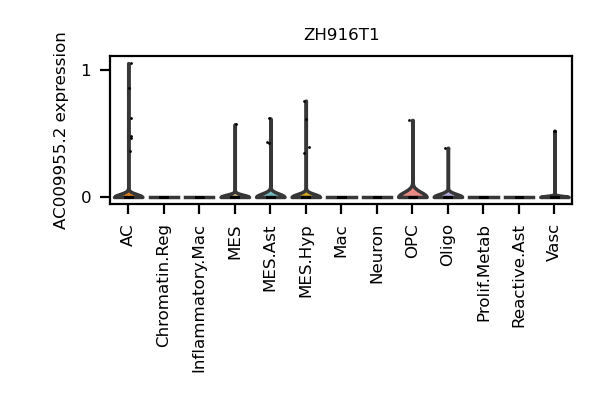 ZH916T1
AC009955.2 expression
1
0
AC
Chromatin.Reg
Inflammatory.Mac
MES
MES.Ast
MES.Hyp
Mac
Neuron
OPC
Oligo
Prolif.Metab
Reactive.Ast
Vasc